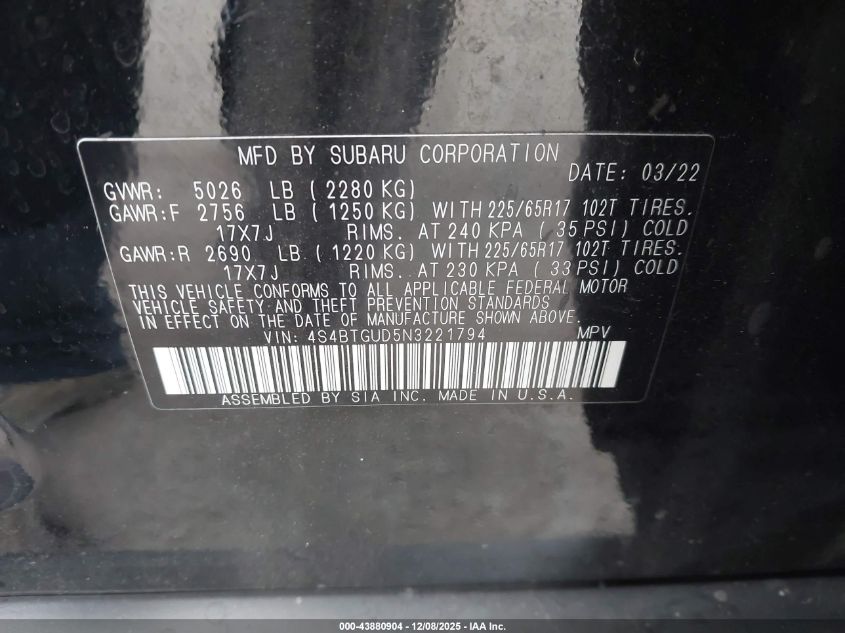 MFD BY SUBARU CORPORATION
DATE: 03/22
GVWR: 5026 LB ( 2280 KG)
GAWR:F 2756 LB ( 1250 KG) WITH 225/65R17 102T TIRES.
17X7J RIMS. AT 240 KPA ( 35 PSI) COLD
GAWR:R 2690 LB ( 1220 KG) WITH 225/65R17 102T TIRES.
17X7J RIMS. AT 230 KPA ( 33 PSI) COLD
THIS VEHICLE CONFORMS TO ALL APPLICABLE FEDERAL MOTOR
VEHICLE SAFETY AND THEFT PREVENTION STANDARDS
IN EFFECT ON THE DATE OF MANUFACTURE SHOWN ABOVE.
VIN: 4S4BTGUD5N3221794 MPV
ASSEMBLED BY SIA INC. MADE IN U.S.A.
000-43880904 - 12/08/2025 - IAA Inc.